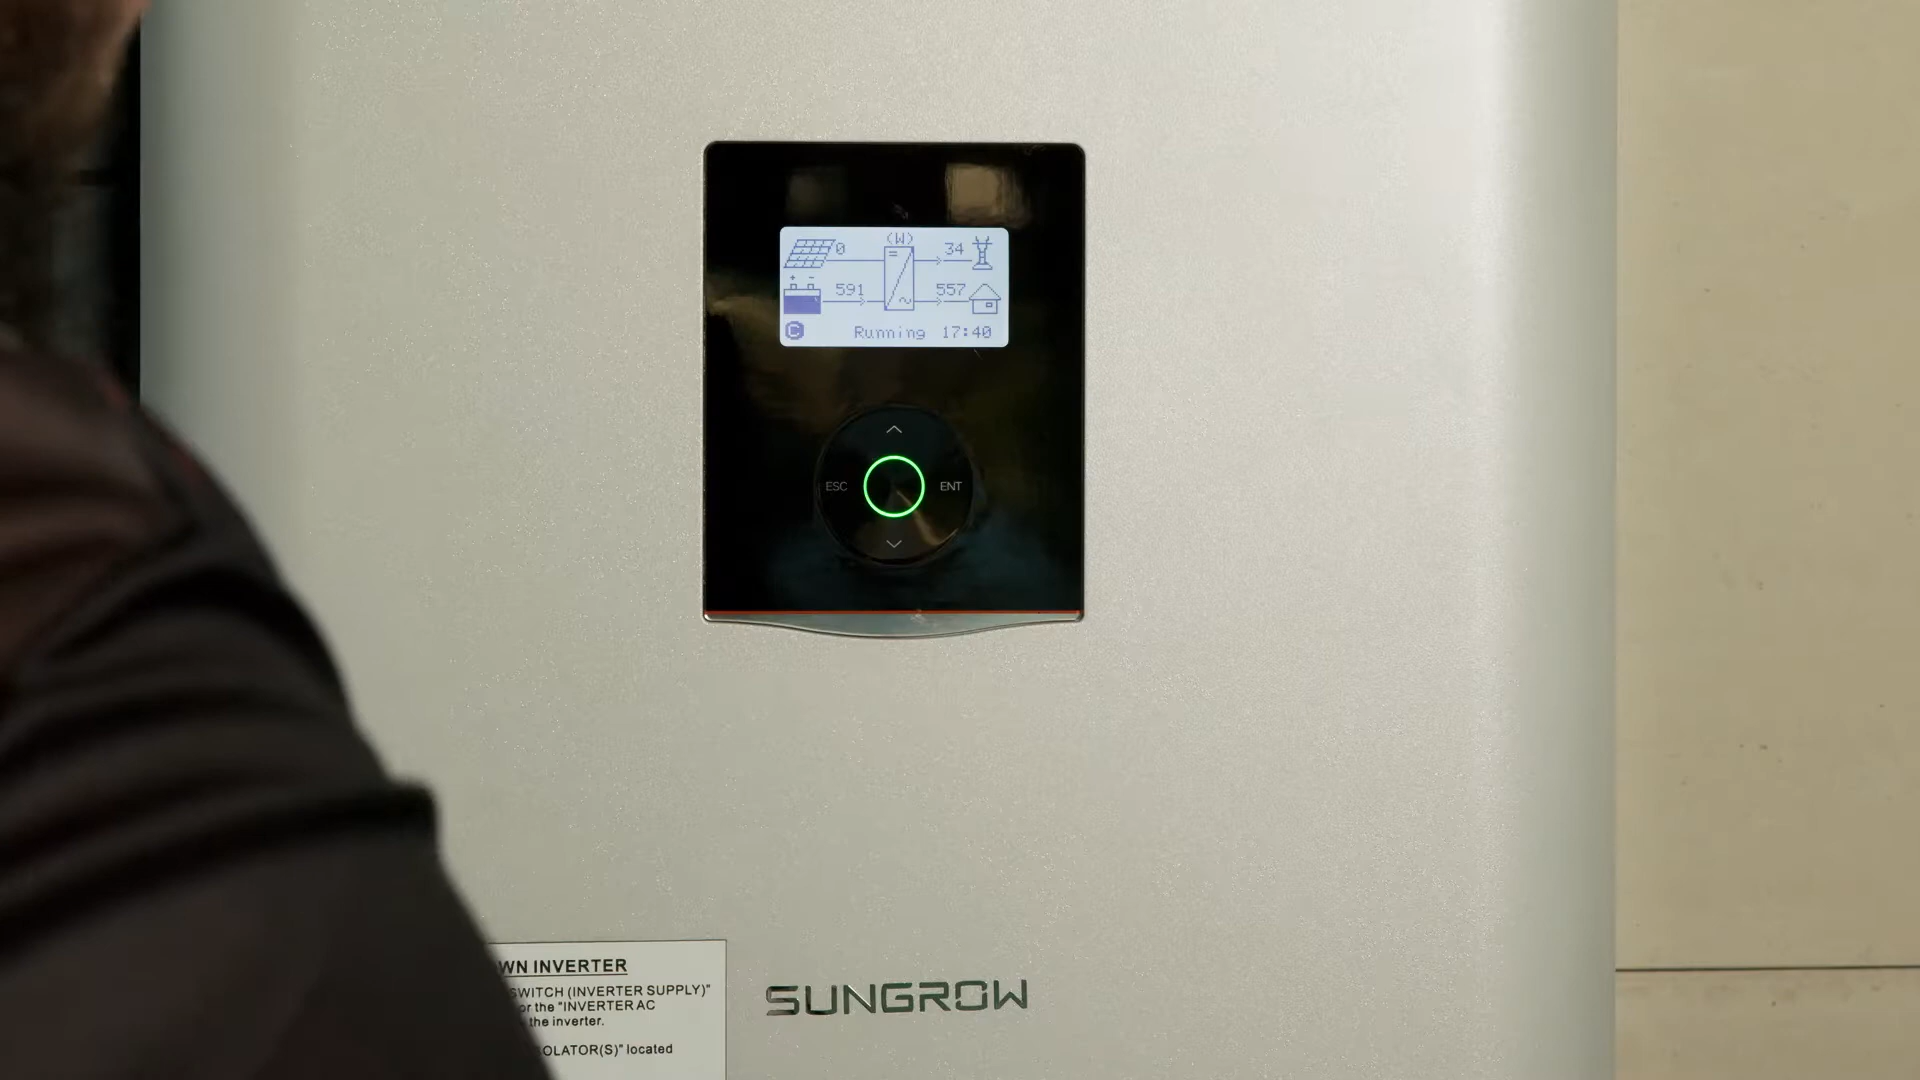 (W)
0
34
591
557
C
Running 17:40
ESC
ENT
WN INVERTER
SWITCH (INVERTER SUPPLY)"
or the "INVERTER AC
the inverter.
OLATOR(S)" located
SUNGROW